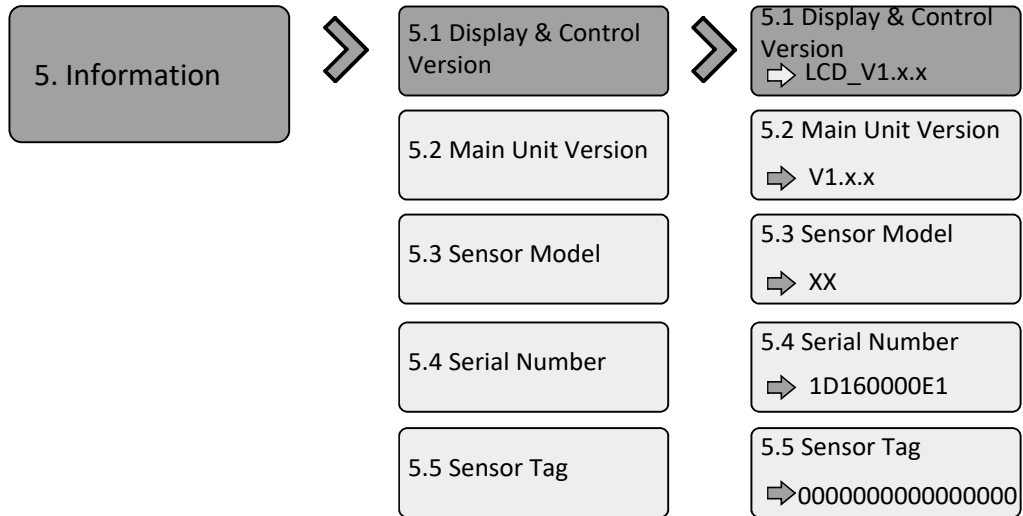 5. Information
5.1 Display & Control
Version
5.2 Main Unit Version
5.3 Sensor Model
5.4 Serial Number
5.5 Sensor Tag
5.1 Display & Control
Version
LCD_V1.x.x
5.2 Main Unit Version
V1.x.x
5.3 Sensor Model
XX
5.4 Serial Number
1D160000E1
5.5 Sensor Tag
0000000000000000